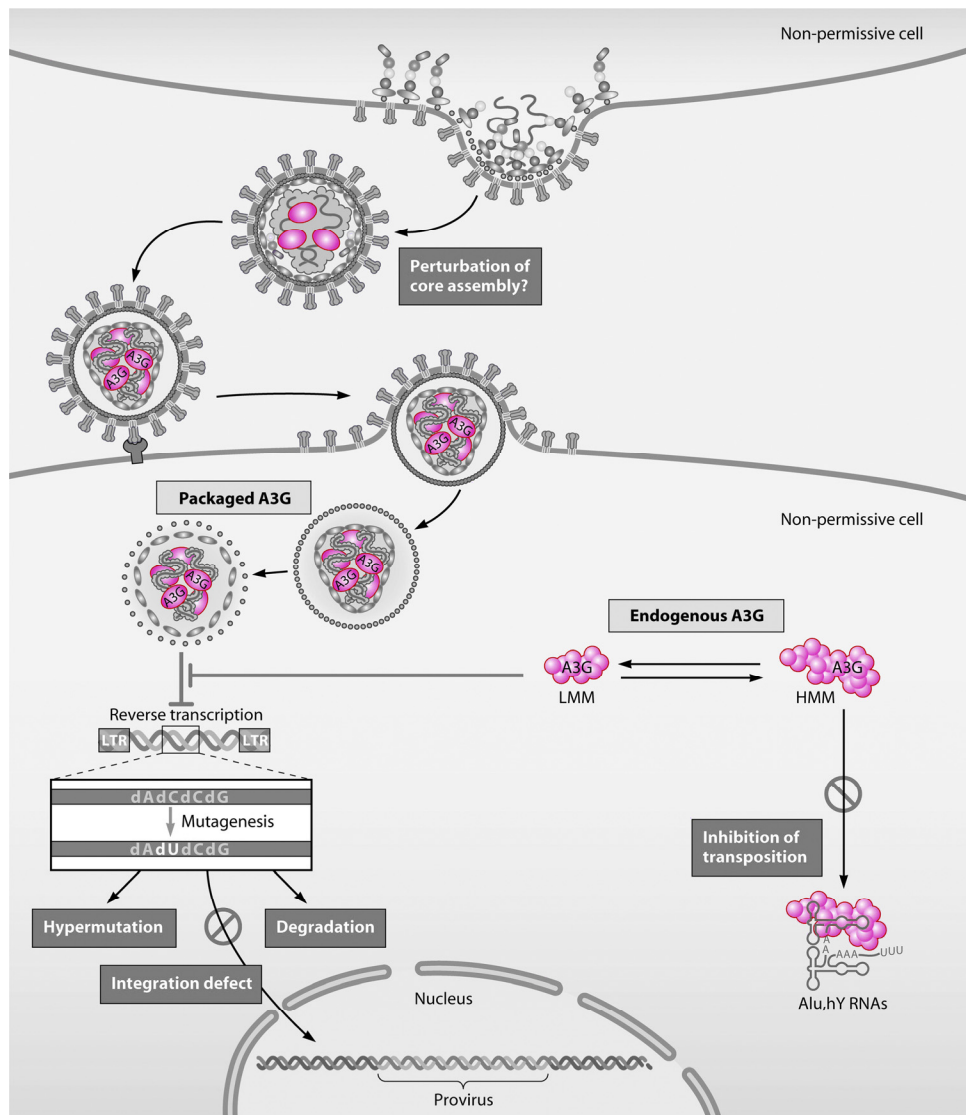 Non-permissive cell
Perturbation of
core assembly?
A3G
A3G
A3G
A3G
Packaged A3G
Non-permissive cell
A3G
A3G
A3G
A3G
Endogenous A3G
A3G
LMM
A3G
HMM
Reverse transcription
LTR
LTR
dAdCdCdG
Mutagenesis
dAdUdCdG
Inhibition of
transposition
Hypermutation
Degradation
Integration defect
A
A
AAA
UUU
Alu,hY RNAs
Nucleus
Provirus